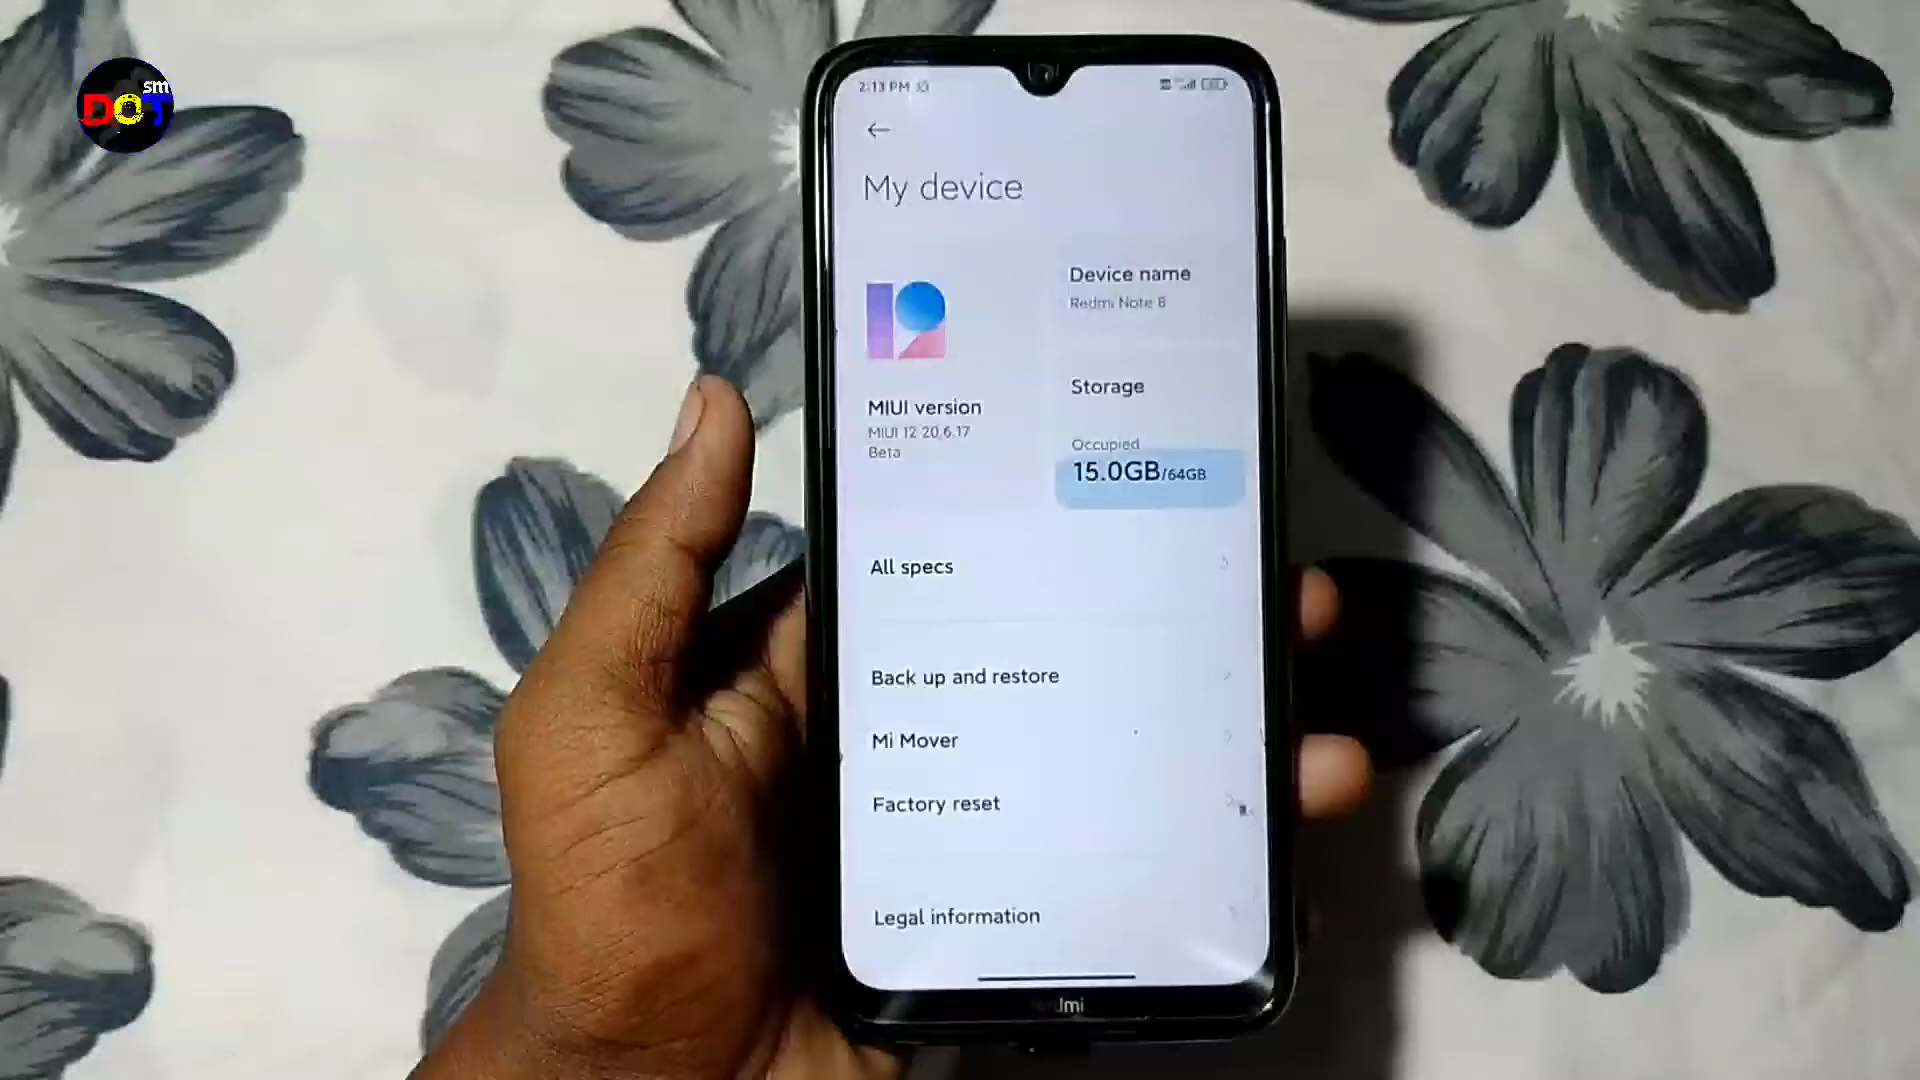 sm
DOT
2:13 PM
My device
Device name
Redmi Note 8
MIUI version
MIUI 12 20.6.17
Beta
Storage
Occupied
15.0GB/64GB
All specs
Back up and restore
Mi Mover
Factory reset
Legal information